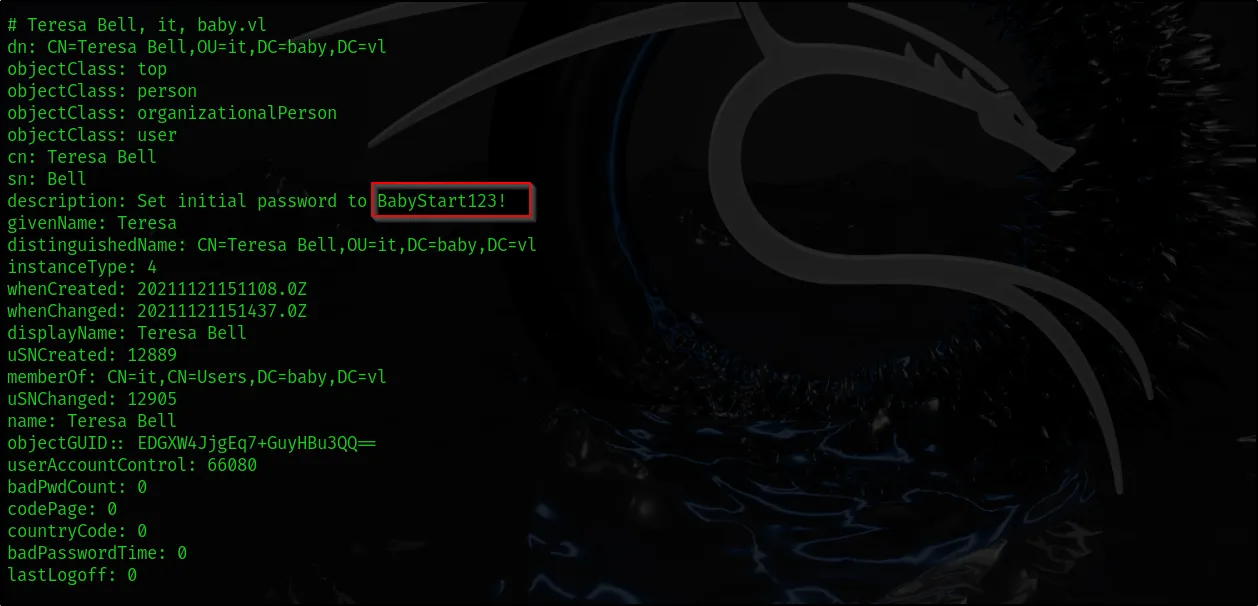 # Teresa Bell, it, baby.vl
dn: CN=Teresa Bell,OU=it,DC=baby,DC=vl
objectClass: top
objectClass: person
objectClass: organizationalPerson
objectClass: user
cn: Teresa Bell
sn: Bell
description: Set initial password to BabyStart123!
givenName: Teresa
distinguishedName: CN=Teresa Bell,OU=it,DC=baby,DC=vl
instanceType: 4
whenCreated: 20211121151108.0Z
whenChanged: 20211121151437.0Z
displayName: Teresa Bell
uSNCreated: 12889
memberOf: CN=it,CN=Users,DC=baby,DC=vl
uSNChanged: 12905
name: Teresa Bell
objectGUID:: EDGXW4JjgEq7+GuyHBu3QQ==
userAccountControl: 66080
badPwdCount: 0
codePage: 0
countryCode: 0
badPasswordTime: 0
lastLogoff: 0